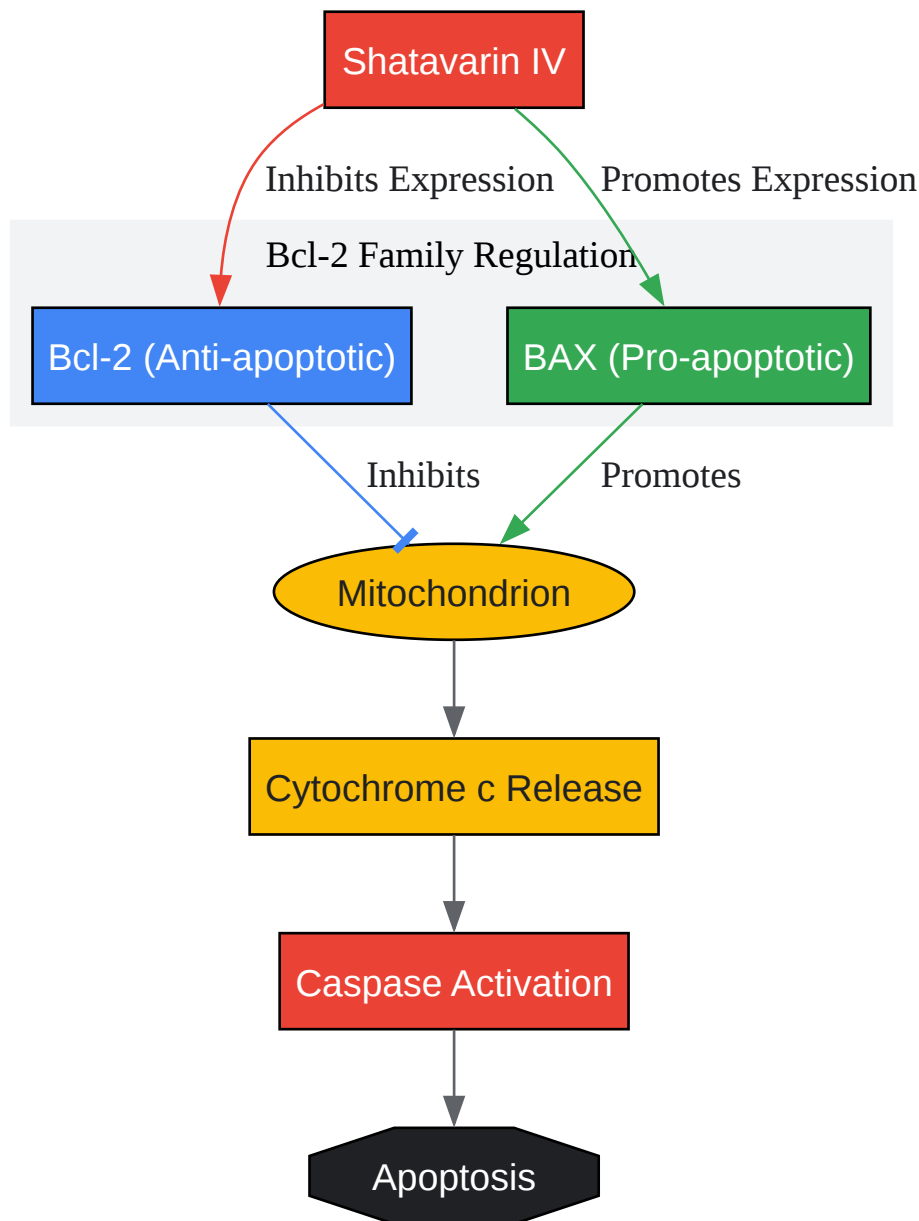 Shatavarin IV
Inhibits Expression
Promotes Expression
Bcl-2 Family Regulation
Bcl-2 (Anti-apoptotic)
BAX (Pro-apoptotic)
Inhibits
Promotes
Mitochondrion
Cytochrome c Release
Caspase Activation
Apoptosis